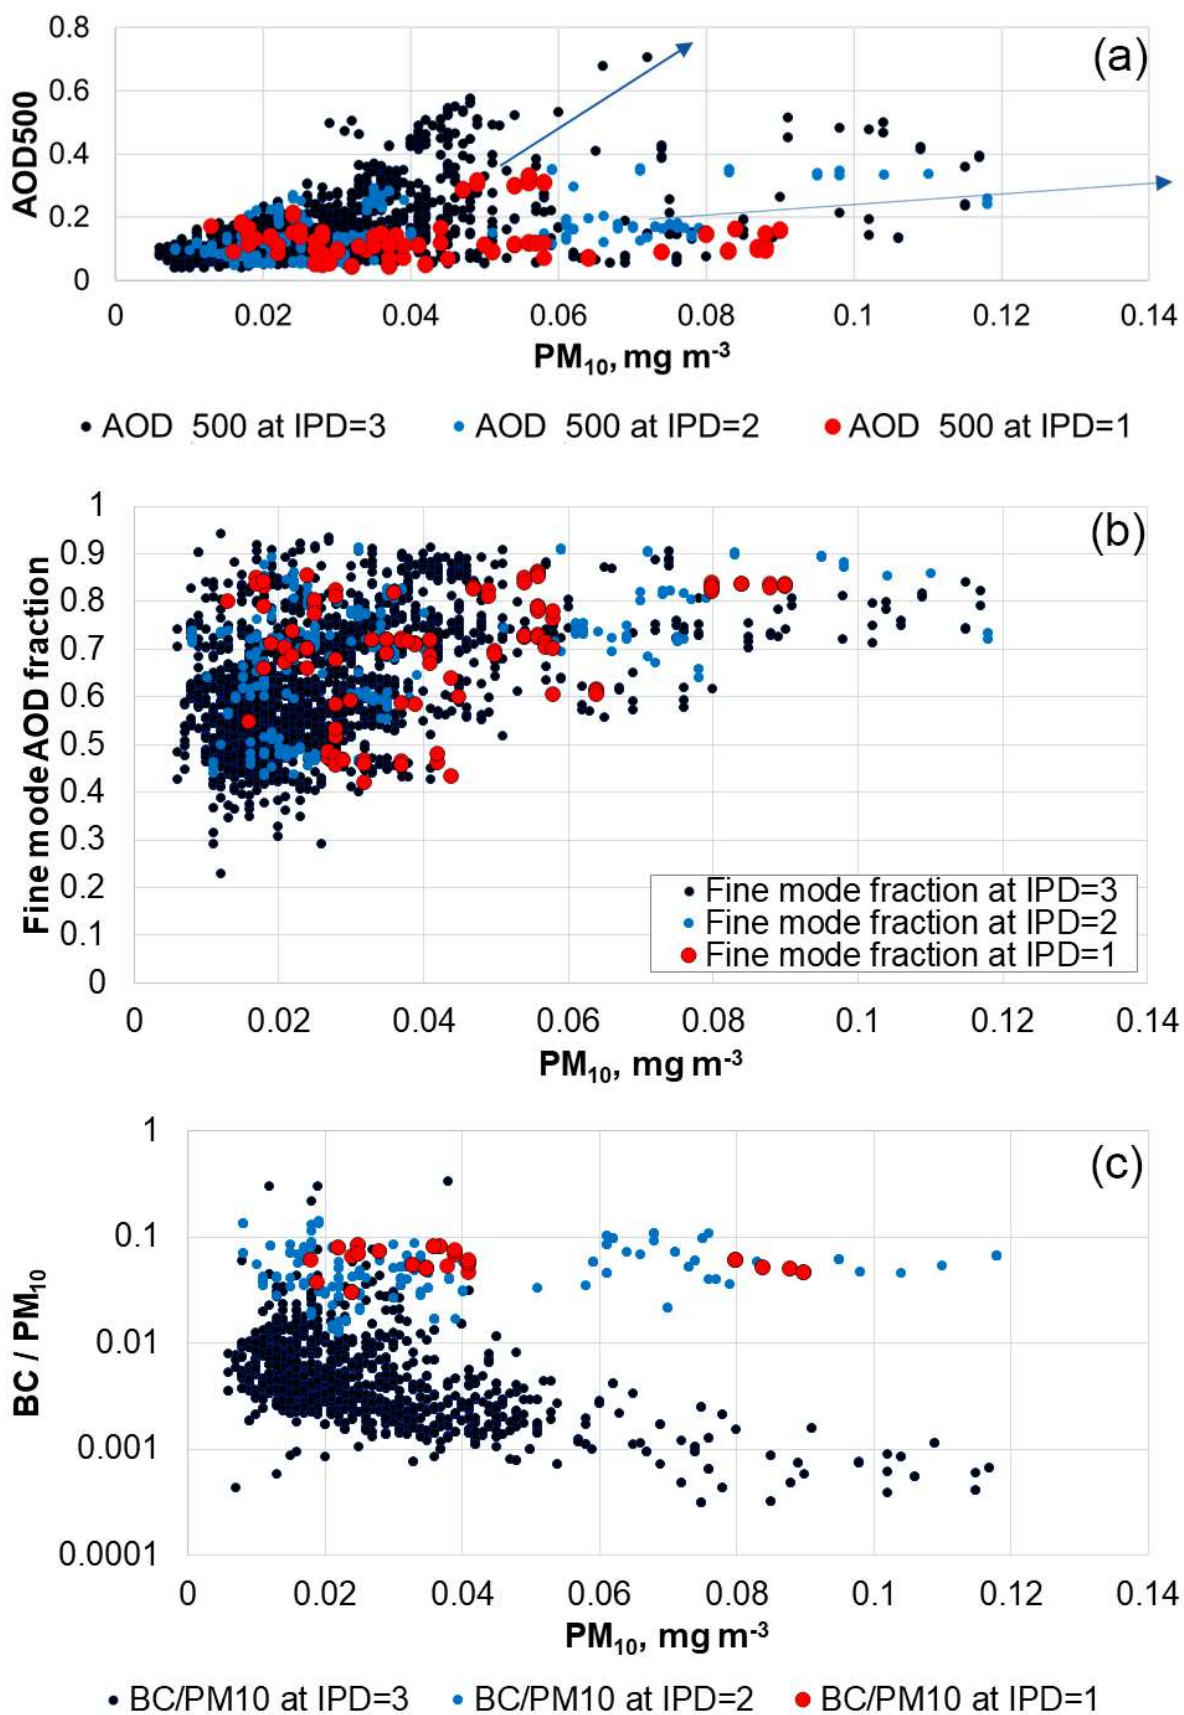 (a)
AOD500
0.8
0.6
0.4
0.2
0
0 0.02 0.04 0.06 0.08 0.1 0.12 0.14
PM₁₀, mg m⁻³
AOD 500 at IPD=3 AOD 500 at IPD=2 AOD 500 at IPD=1
(b)
Fine mode AOD fraction
1
0.9
0.8
0.7
0.6
0.5
0.4
0.3
0.2
0.1
0
Fine mode fraction at IPD=3
Fine mode fraction at IPD=2
Fine mode fraction at IPD=1
0 0.02 0.04 0.06 0.08 0.1 0.12 0.14
PM₁₀, mg m⁻³
(c)
BC / PM₁₀
1
0.1
0.01
0.001
0.0001
0 0.02 0.04 0.06 0.08 0.1 0.12 0.14
PM₁₀, mg m⁻³
BC/PM10 at IPD=3 BC/PM10 at IPD=2 BC/PM10 at IPD=1